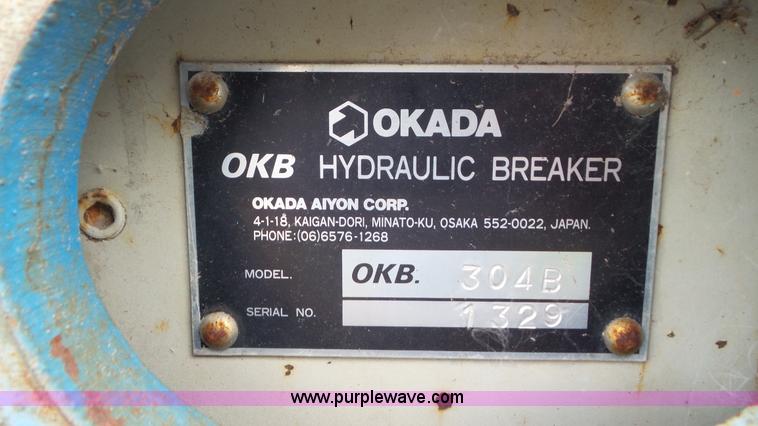 OKADA
OKB HYDRAULIC BREAKER
OKADA AIYON CORP.
4-1-18, KAIGAN-DORI, MINATO-KU, OSAKA 552-0022, JAPAN.
PHONE:(06)6576-1268
MODEL. OKB. 304B
SERIAL NO. 1329
www.purplewave.com